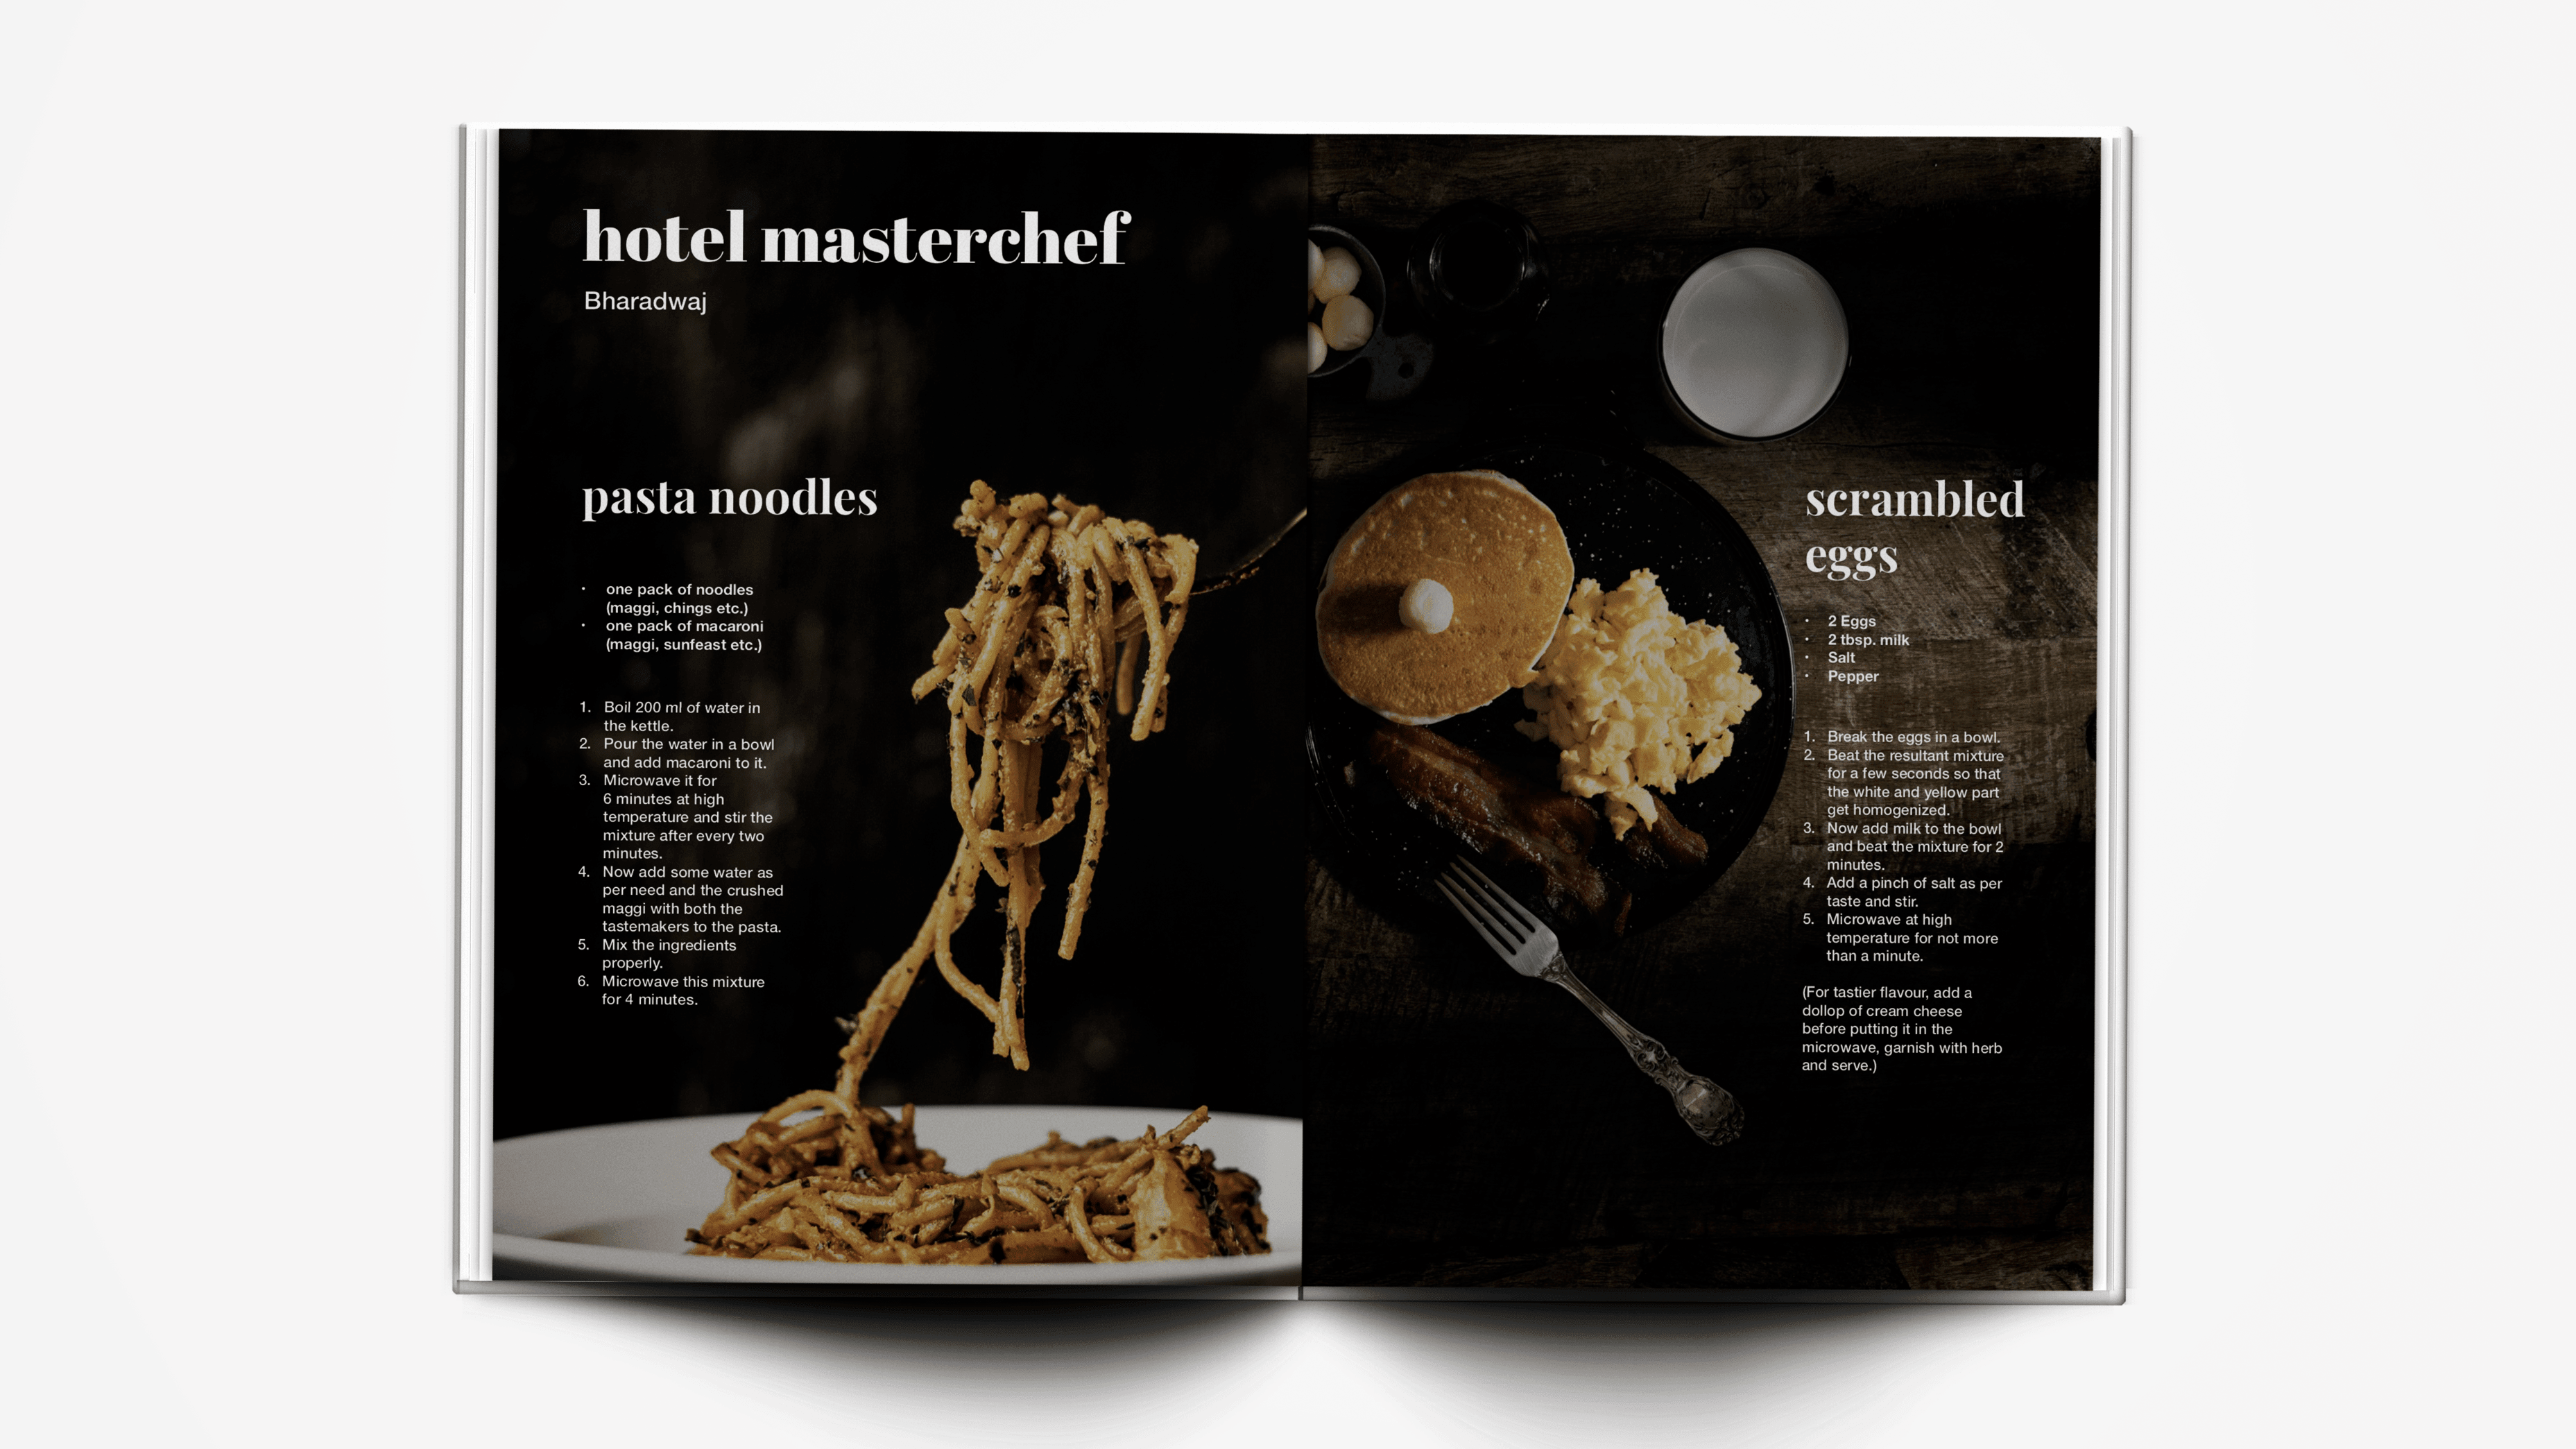 hotel masterchef
Bharadwaj
pasta noodles
• one pack of noodles
(maggi, chings etc.)
• one pack of macaroni
(maggi, sunfeast etc.)
1. Boil 200 ml of water in
the kettle.
2. Pour the water in a bowl
and add macaroni to it.
3. Microwave it for
6 minutes at high
temperature and stir the
mixture after every two
minutes.
4. Now add some water as
per need and the crushed
maggi with both the
tastemakers to the pasta.
5. Mix the ingredients
properly.
6. Microwave this mixture
for 4 minutes.
scrambled
eggs
• 2 Eggs
• 2 tbsp. milk
• Salt
• Pepper
1. Break the eggs in a bowl.
2. Beat the resultant mixture
for a few seconds so that
the white and yellow part
get homogenized.
3. Now add milk to the bowl
and beat the mixture for 2
minutes.
4. Add a pinch of salt as per
taste and stir.
5. Microwave at high
temperature for not more
than a minute.
(For tastier flavour, add a
dollop of cream cheese
before putting it in the
microwave, garnish with herb
and serve.)